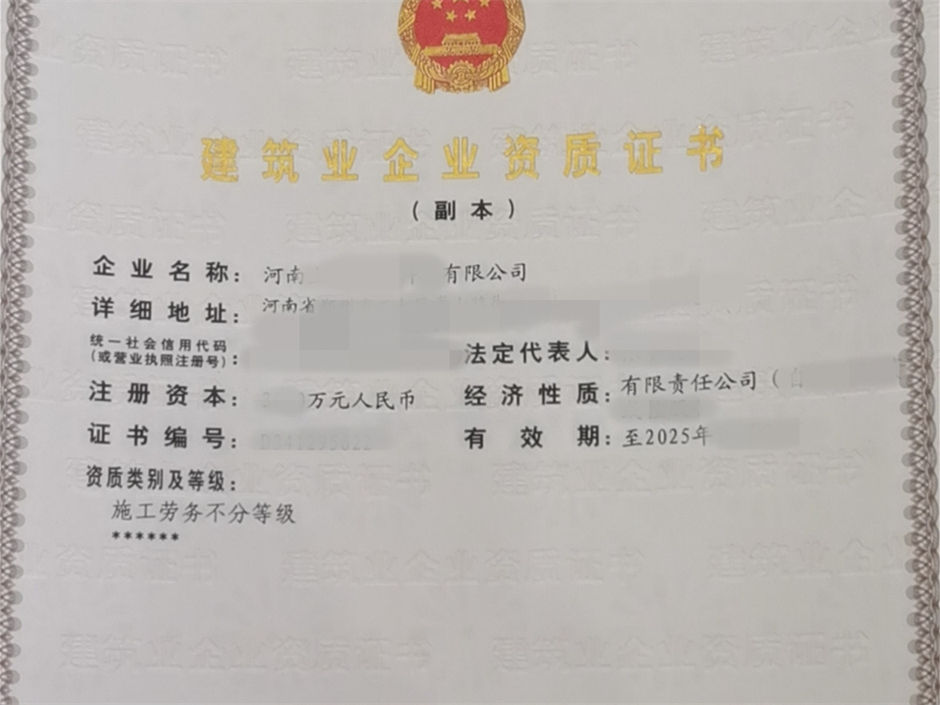 建筑业企业资质证书
（副本）
企业名称：河南 有限公司
详细地址：河南省
统一社会信用代码
（或营业执照注册号）：
法定代表人：
注册资本： 万元人民币
经济性质：有限责任公司（自
证书编号：
有效期：至2025年
资质类别及等级：
施工劳务不分等级
******